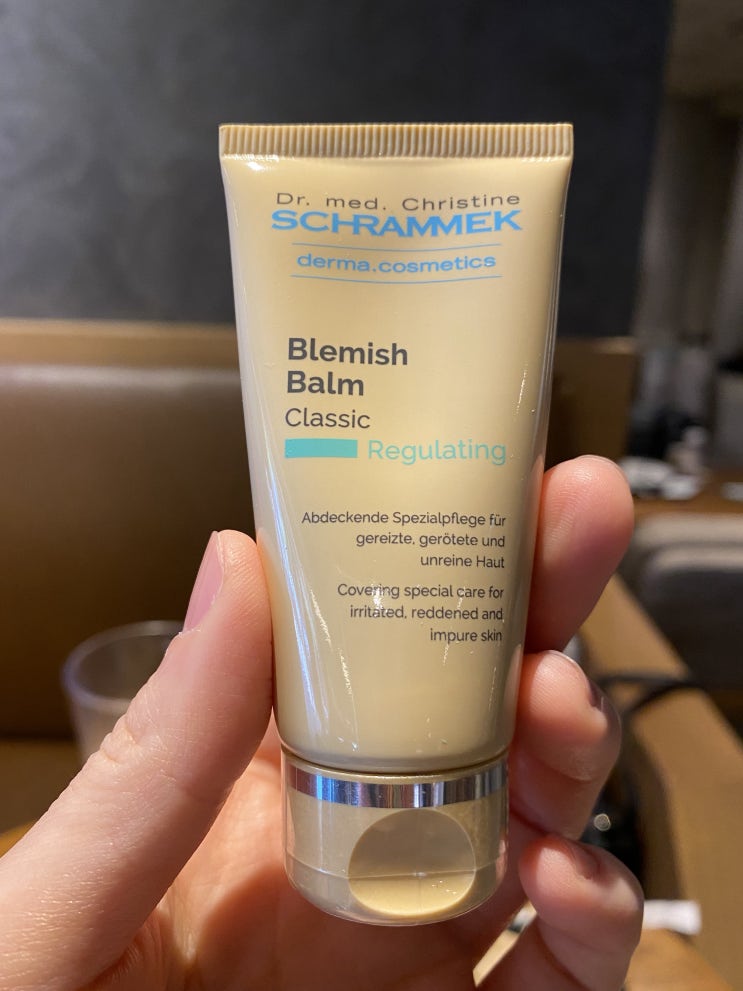 Dr. med. Christine
SCHRAMMEK
derma.cosmetics
Blemish
Balm
Classic
Regulating
Abdeckende Spezialpflege für
gereizte, gerötete und
unreine Haut
Covering special care for
irritated, reddened and
impure skin